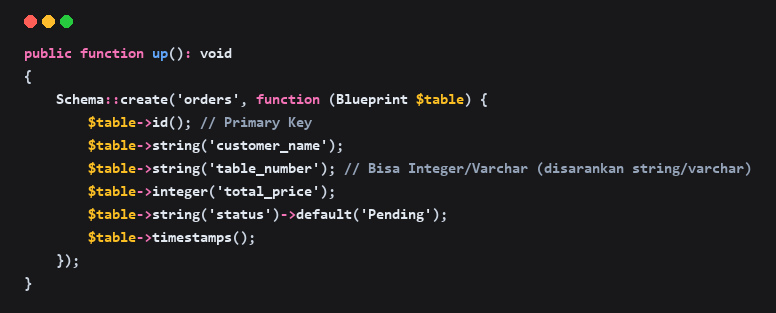 public function up(): void
{
    Schema::create('orders', function (Blueprint $table) {
        $table->id(); // Primary Key
        $table->string('customer_name');
        $table->string('table_number'); // Bisa Integer/Varchar (disarankan string/varchar)
        $table->integer('total_price');
        $table->string('status')->default('Pending');
        $table->timestamps();
    });
}